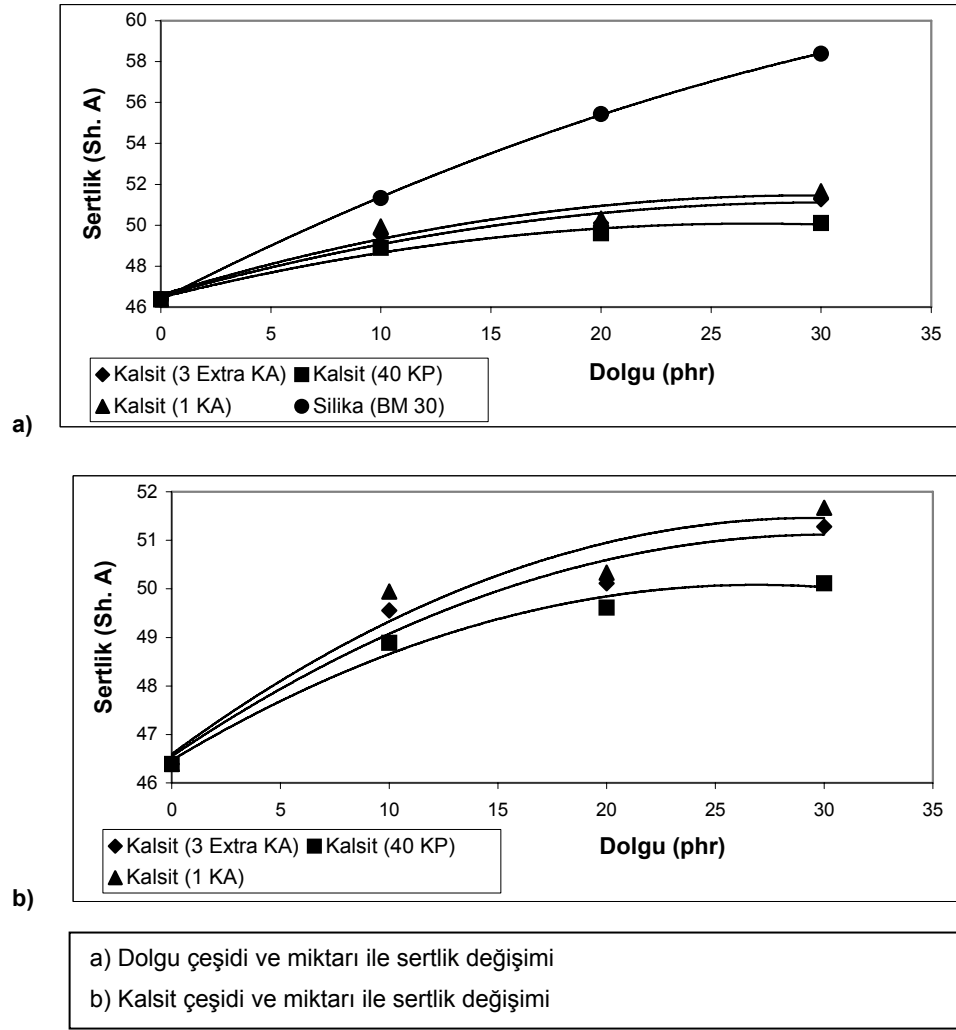 60
58
56
54
52
50
48
46
Sertlik (Sh. A)
0 5 10 15 20 25 30 35
Dolgu (phr)
Kalsit (3 Extra KA) Kalsit (40 KP)
Kalsit (1 KA) Silika (BM 30)
a)
52
51
50
49
48
47
46
Sertlik (Sh. A)
0 5 10 15 20 25 30 35
Dolgu (phr)
Kalsit (3 Extra KA) Kalsit (40 KP)
Kalsit (1 KA)
b)
a) Dolgu çeşidi ve miktarı ile sertlik değişimi
b) Kalsit çeşidi ve miktarı ile sertlik değişimi